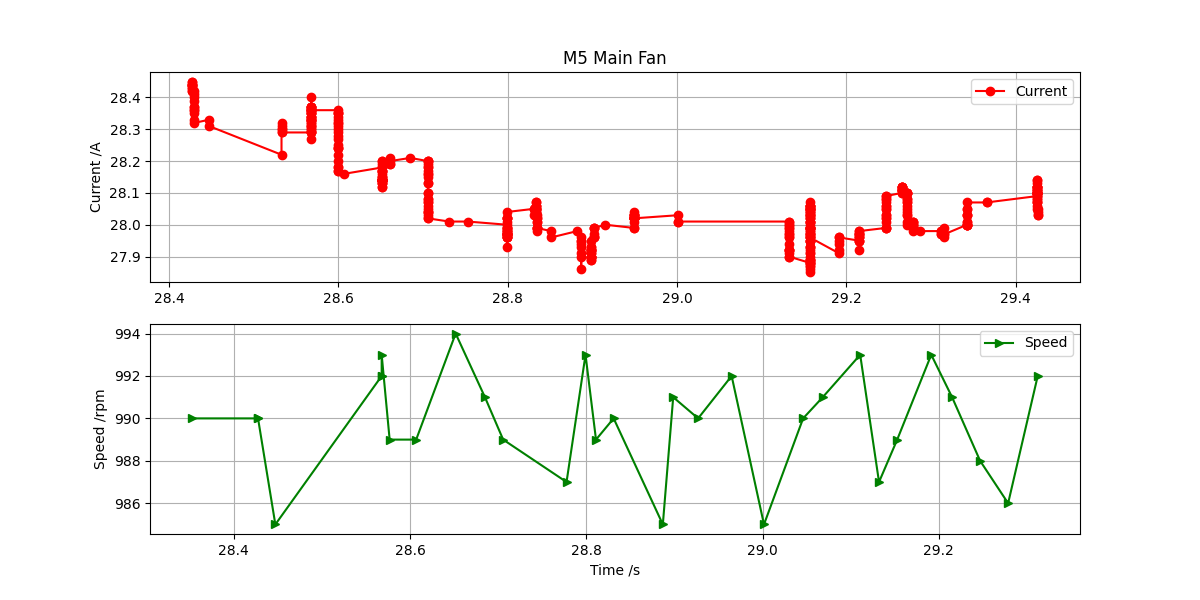 M5 Main Fan
Current /A
28.4
28.3
28.2
28.1
28.0
27.9
Current
28.4 28.6 28.8 29.0 29.2 29.4
Speed /rpm
994
992
990
988
986
Speed
28.4 28.6 28.8 29.0 29.2
Time /s